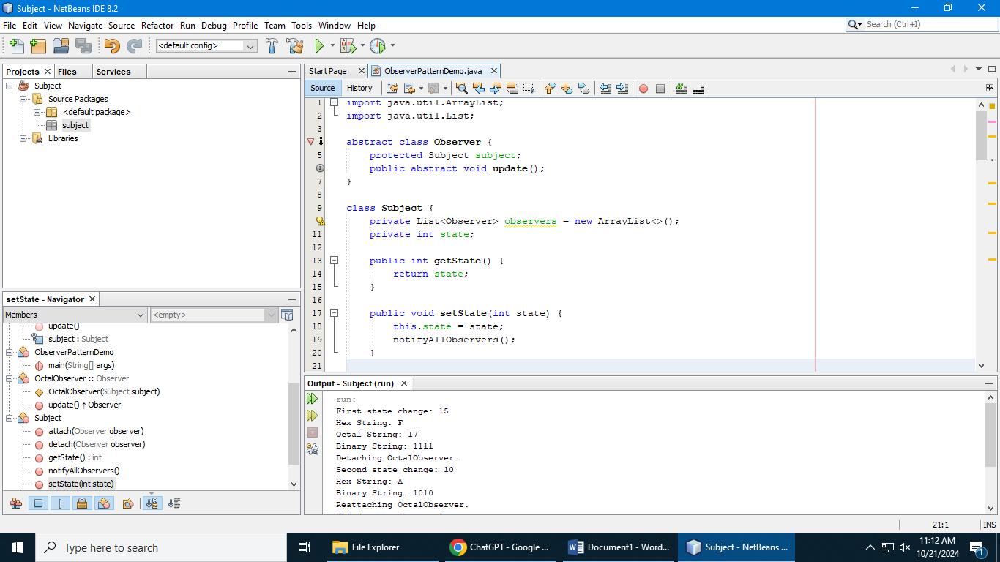 Subject - NetBeans IDE 8.2
File Edit View Navigate Source Refactor Run Debug Profile Team Tools Window Help
Search (Ctrl+I)
<default config>
Projects Files Services
Subject
Source Packages
<default package>
subject
Libraries
setState - Navigator
Members <empty>
update()
subject : Subject
ObserverPatternDemo
main(String[] args)
OctalObserver :: Observer
OctalObserver(Subject subject)
update() ↑ Observer
Subject
attach(Observer observer)
detach(Observer observer)
getState() : int
notifyAllObservers()
setState(int state)
Start Page ObserverPatternDemo.java
Source History
1 import java.util.ArrayList;
2 import java.util.List;
3
abstract class Observer {
5 protected Subject subject;
public abstract void update();
7 }
8
9 class Subject {
private List<Observer> observers = new ArrayList<>();
11 private int state;
12
13 public int getState() {
14 return state;
15 }
16
17 public void setState(int state) {
18 this.state = state;
19 notifyAllObservers();
20 }
21
Output - Subject (run)
run:
First state change: 15
Hex String: F
Octal String: 17
Binary String: 1111
Detaching OctalObserver.
Second state change: 10
Hex String: A
Binary String: 1010
Reattaching OctalObserver.
21:1 INS
Type here to search
File Explorer
ChatGPT - Google ...
Document1 - Word...
Subject - NetBeans ...
11:12 AM
10/21/2024
1